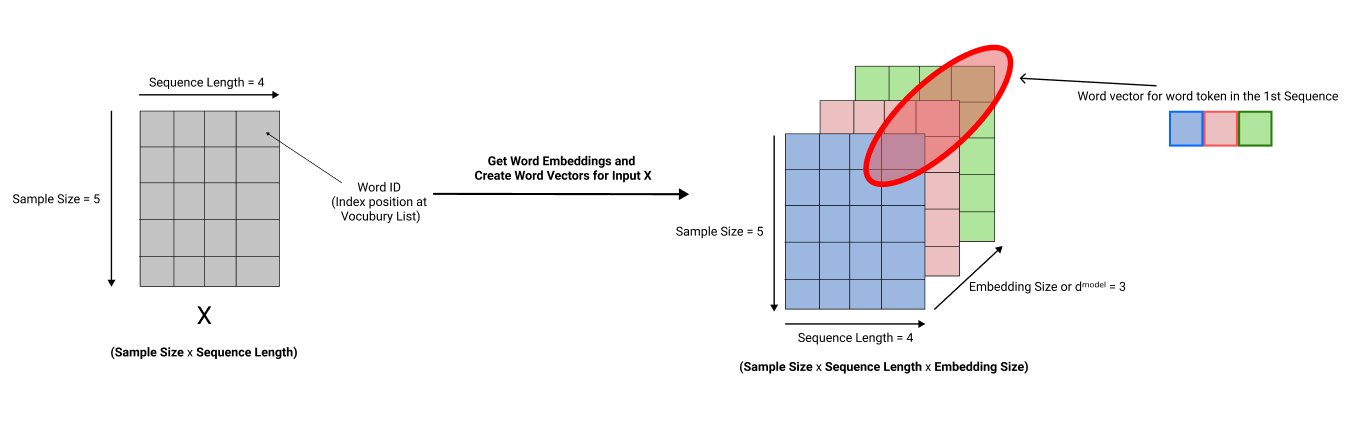 Sequence Length = 4
Sample Size = 5
Word ID
(Index position at
Vocubury List)
X
(Sample Size x Sequence Length)
Get Word Embeddings and
Create Word Vectors for Input X
Word vector for word token in the 1st Sequence
Sample Size = 5
Embedding Size or dmodel = 3
Sequence Length = 4
(Sample Size x Sequence Length x Embedding Size)